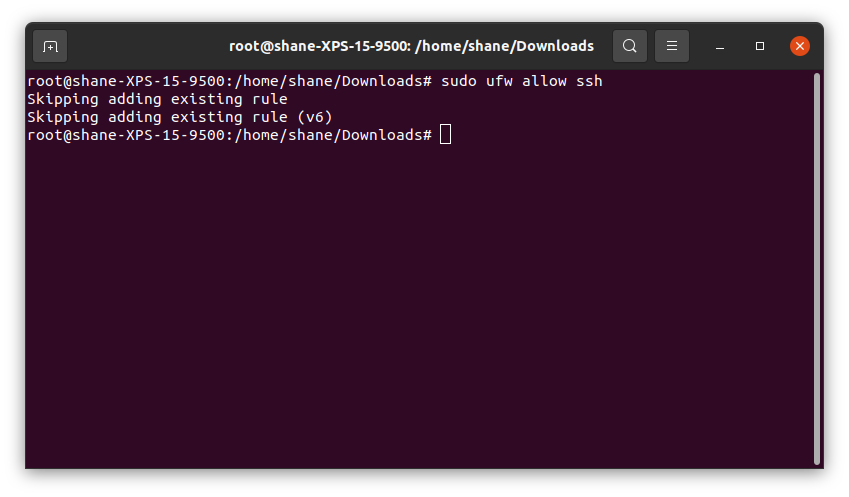 root@shane-XPS-15-9500: /home/shane/Downloads
root@shane-XPS-15-9500:/home/shane/Downloads# sudo ufw allow ssh
Skipping adding existing rule
Skipping adding existing rule (v6)
root@shane-XPS-15-9500:/home/shane/Downloads#